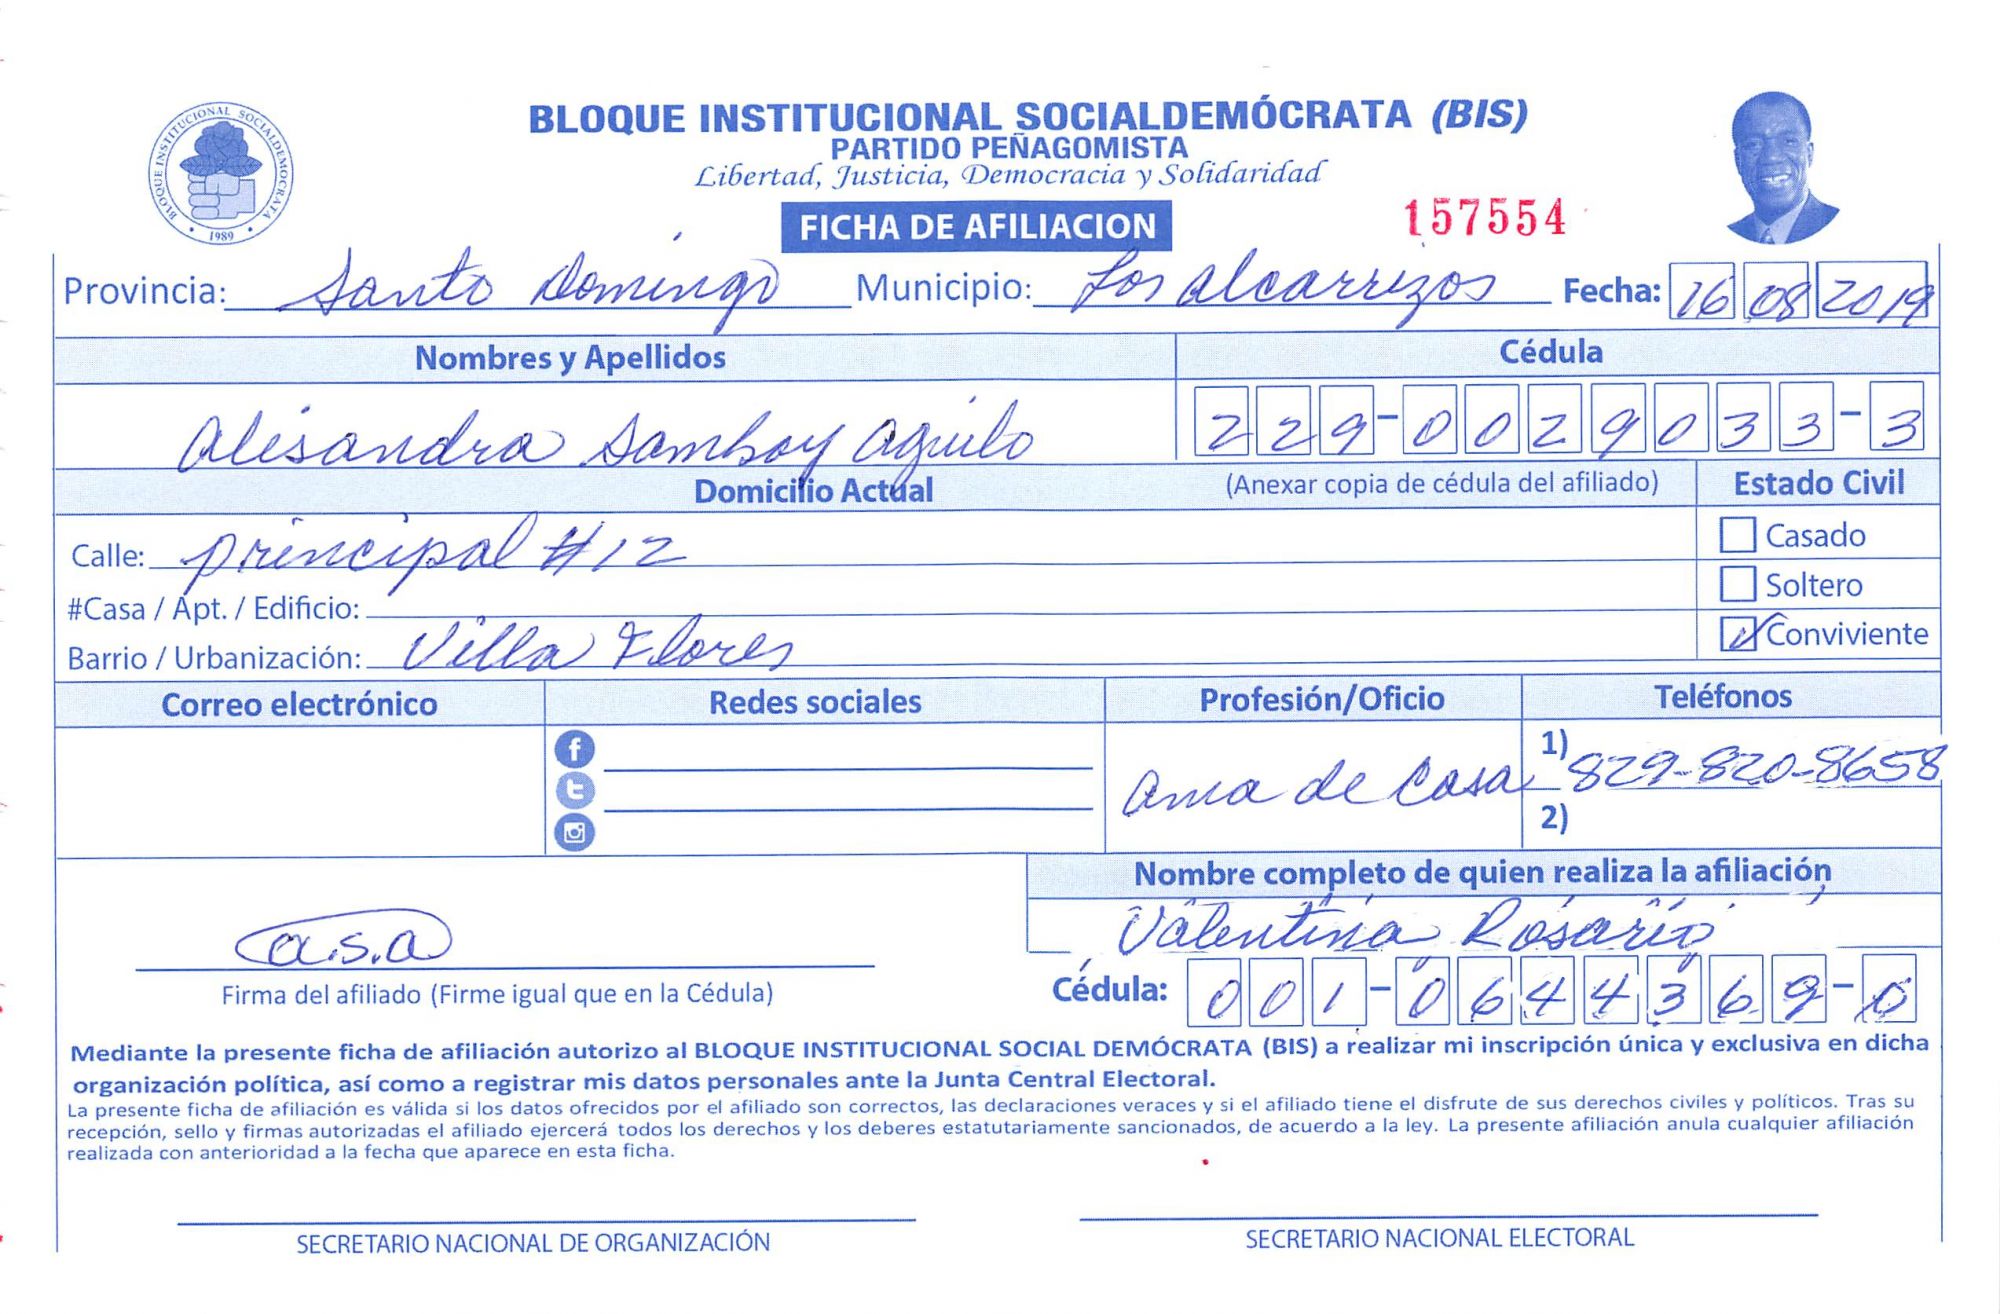 BLOQUE INSTITUCIONAL SOCIALDEMOCRATA
1989
BLOQUE INSTITUCIONAL SOCIALDEMÓCRATA (BIS)
PARTIDO PEÑAGOMISTA
Libertad, Justicia, Democracia y Solidaridad
FICHA DE AFILIACION
157554
Provincia: Santo Domingo Municipio: Los alcarrizos Fecha: 16 08 2019
Nombres y Apellidos Cédula
Alisandra Samboy Aquilo 229-0029033-3
Domicilio Actual (Anexar copia de cédula del afiliado) Estado Civil
Calle: principal #12 Casado
#Casa / Apt. / Edificio: Soltero
Barrio / Urbanización: Villa Flores Conviviente
Correo electrónico Redes sociales Profesión/Oficio Teléfonos
ama de casa 1) 829-820-8658
2)
Nombre completo de quien realiza la afiliación
Valentina Rosario
a.s.a
Firma del afiliado (Firme igual que en la Cédula) Cédula: 001-0644369-0
Mediante la presente ficha de afiliación autorizo al BLOQUE INSTITUCIONAL SOCIAL DEMÓCRATA (BIS) a realizar mi inscripción única y exclusiva en dicha
organización política, así como a registrar mis datos personales ante la Junta Central Electoral.
La presente ficha de afiliación es válida si los datos ofrecidos por el afiliado son correctos, las declaraciones veraces y si el afiliado tiene el disfrute de sus derechos civiles y políticos. Tras su
recepción, sello y firmas autorizadas el afiliado ejercerá todos los derechos y los deberes estatutariamente sancionados, de acuerdo a la ley. La presente afiliación anula cualquier afiliación
realizada con anterioridad a la fecha que aparece en esta ficha.
SECRETARIO NACIONAL DE ORGANIZACIÓN SECRETARIO NACIONAL ELECTORAL